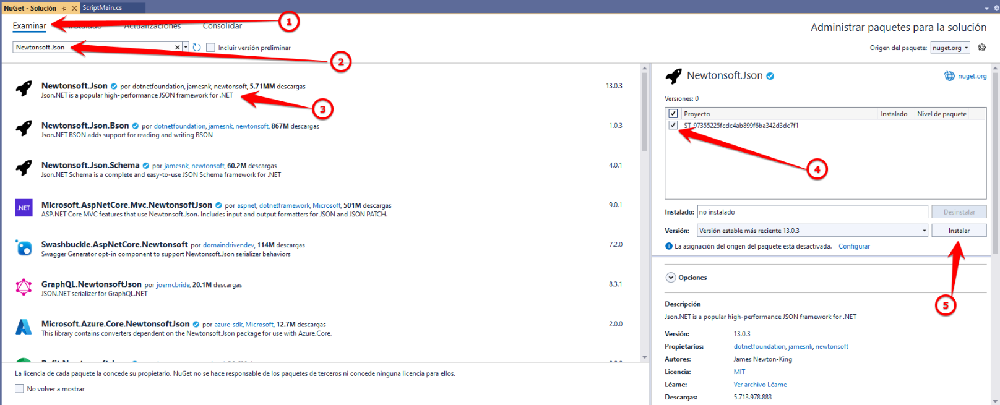 NuGet - Solución
ScriptMain.cs
Examinar
Instalado
Actualizaciones
Consolidar
1
Administrar paquetes para la solución
Newtonsoft.Json
Incluir versión preliminar
2
Origen del paquete: nuget.org
Newtonsoft.Json por dotnetfoundation, jamesnk, newtonsoft, 5.71MM descargas
13.0.3
Json.NET is a popular high-performance JSON framework for .NET
3
Newtonsoft.Json.Bson por dotnetfoundation, jamesnk, newtonsoft, 867M descargas
1.0.3
Json.NET BSON adds support for reading and writing BSON
Newtonsoft.Json.Schema por jamesnk, newtonsoft, 60.2M descargas
4.0.1
Json.NET Schema is a complete and easy-to-use JSON Schema framework for .NET
.NET
Microsoft.AspNetCore.Mvc.NewtonsoftJson por aspnet, dotnetframework, Microsoft, 501M descargas
9.0.1
ASP.NET Core MVC features that use Newtonsoft.Json. Includes input and output formatters for JSON and JSON PATCH.
Swashbuckle.AspNetCore.Newtonsoft por domaindrivendev, 114M descargas
7.2.0
Swagger Generator opt-in component to support Newtonsoft.Json serializer behaviors
GraphQL.NewtonsoftJson por joemcbride, 20.1M descargas
8.3.1
JSON.NET serializer for GraphQL.NET
Microsoft.Azure.Core.NewtonsoftJson por azure-sdk, Microsoft, 12.7M descargas
2.0.0
This library contains converters dependent on the Newtonsoft.Json package for use with Azure.Core.
La licencia de cada paquete la concede su propietario. NuGet no se hace responsable de los paquetes de terceros ni concede ninguna licencia para ellos.
No volver a mostrar
Newtonsoft.Json
nuget.org
Versiones: 0
Proyecto
Instalado
Nivel de paquete
ST_97355225fcdc4ab899f6ba342d3dc7f1
4
Instalado: no instalado
Desinstalar
Versión: Versión estable más reciente 13.0.3
Instalar
La asignación del origen del paquete está desactivada. Configurar
Opciones
5
Descripción
Json.NET is a popular high-performance JSON framework for .NET
Versión: 13.0.3
Propietarios: dotnetfoundation, jamesnk, newtonsoft
Autores: James Newton-King
Licencia: MIT
Léame: Ver archivo Léame
Descargas: 5.713.978.883